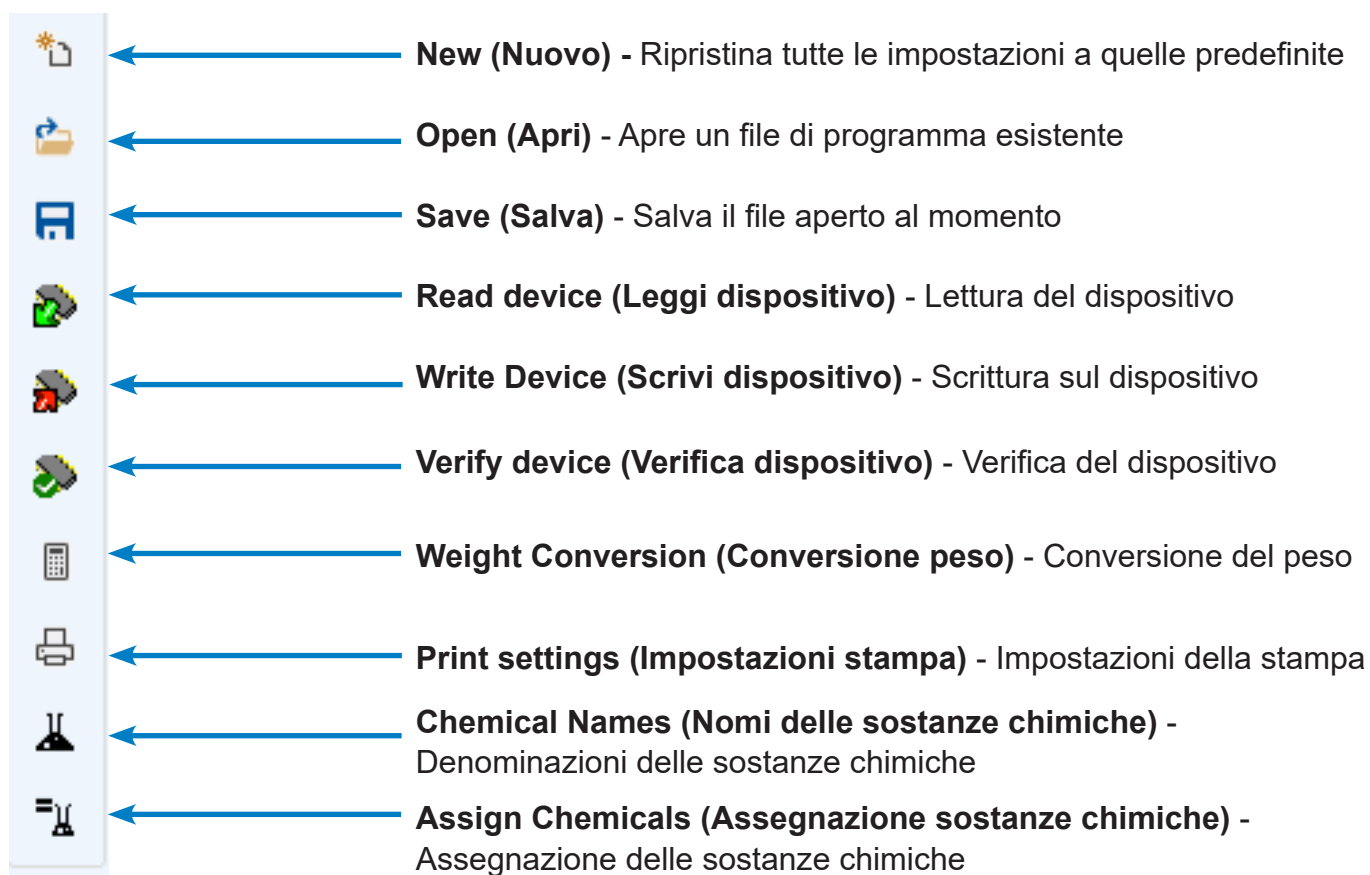 New (Nuovo) - Ripristina tutte le impostazioni a quelle predefinite
Open (Apri) - Apre un file di programma esistente
Save (Salva) - Salva il file aperto al momento
Read device (Leggi dispositivo) - Lettura del dispositivo
Write Device (Scrivi dispositivo) - Scrittura sul dispositivo
Verify device (Verifica dispositivo) - Verifica del dispositivo
Weight Conversion (Conversione peso) - Conversione del peso
Print settings (Impostazioni stampa) - Impostazioni della stampa
Chemical Names (Nomi delle sostanze chimiche) -
Denominazioni delle sostanze chimiche
Assign Chemicals (Assegnazione sostanze chimiche) -
Assegnazione delle sostanze chimiche